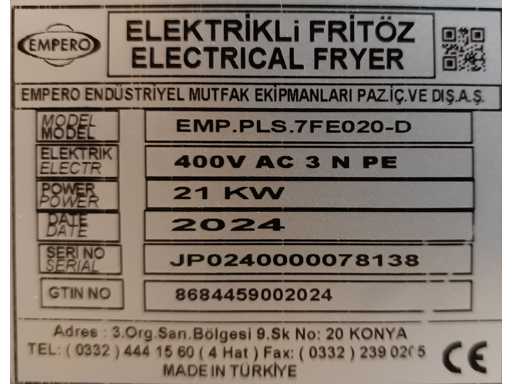 EMPERO
ELEKTRİKLİ FRİTÖZ
ELECTRICAL FRYER
EMPERO ENDÜSTRİYEL MUTFAK EKİPMANLARI PAZ.İÇ.VE DIŞ.A.Ş.
MODEL
MODEL
EMP.PLS.7FE020-D
ELEKTRIK
ELECTR
400V AC 3 N PE
POWER
POWER
21 KW
DATE
DATE
2024
SERI NO
SERIAL
JP0240000078138
GTIN NO
8684459002024
Adres : 3.Org.San.Bölgesi 9.Sk No: 20 KONYA
TEL: ( 0332 ) 444 15 60 ( 4 Hat ) Fax: ( 0332 ) 239 0265
MADE IN TÜRKİYE
CE